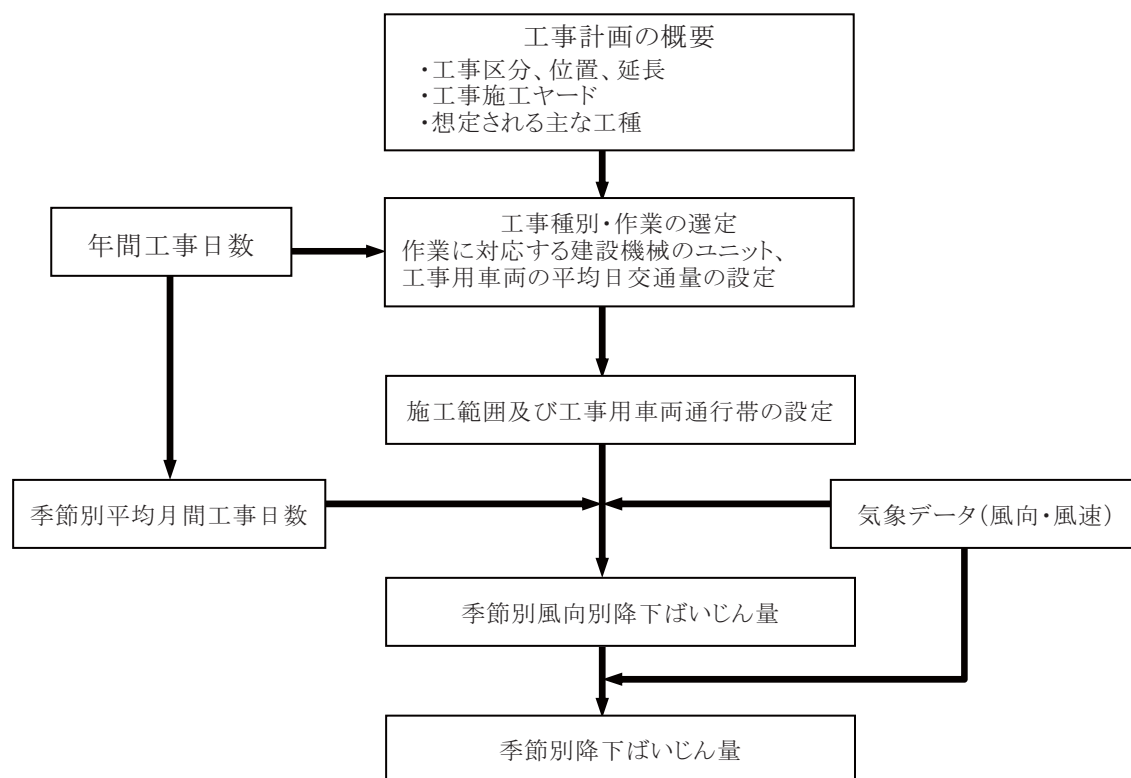 工事計画の概要
・工事区分、位置、延長
・工事施工ヤード
・想定される主な工種
年間工事日数
工事種別・作業の選定
作業に対応する建設機械のユニット、
工事用車両の平均日交通量の設定
施工範囲及び工事用車両通行帯の設定
季節別平均月間工事日数
気象データ(風向・風速)
季節別風向別降下ばいじん量
季節別降下ばいじん量